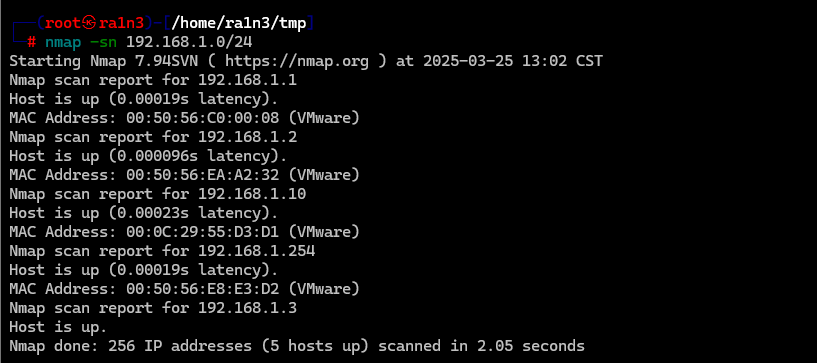 ┌──(root㉿ra1n3)-[/home/ra1n3/tmp]
└─# nmap -sn 192.168.1.0/24
Starting Nmap 7.94SVN ( https://nmap.org ) at 2025-03-25 13:02 CST
Nmap scan report for 192.168.1.1
Host is up (0.00019s latency).
MAC Address: 00:50:56:C0:00:08 (VMware)
Nmap scan report for 192.168.1.2
Host is up (0.000096s latency).
MAC Address: 00:50:56:EA:A2:32 (VMware)
Nmap scan report for 192.168.1.10
Host is up (0.00023s latency).
MAC Address: 00:0C:29:55:D3:D1 (VMware)
Nmap scan report for 192.168.1.254
Host is up (0.00019s latency).
MAC Address: 00:50:56:E8:E3:D2 (VMware)
Nmap scan report for 192.168.1.3
Host is up.
Nmap done: 256 IP addresses (5 hosts up) scanned in 2.05 seconds